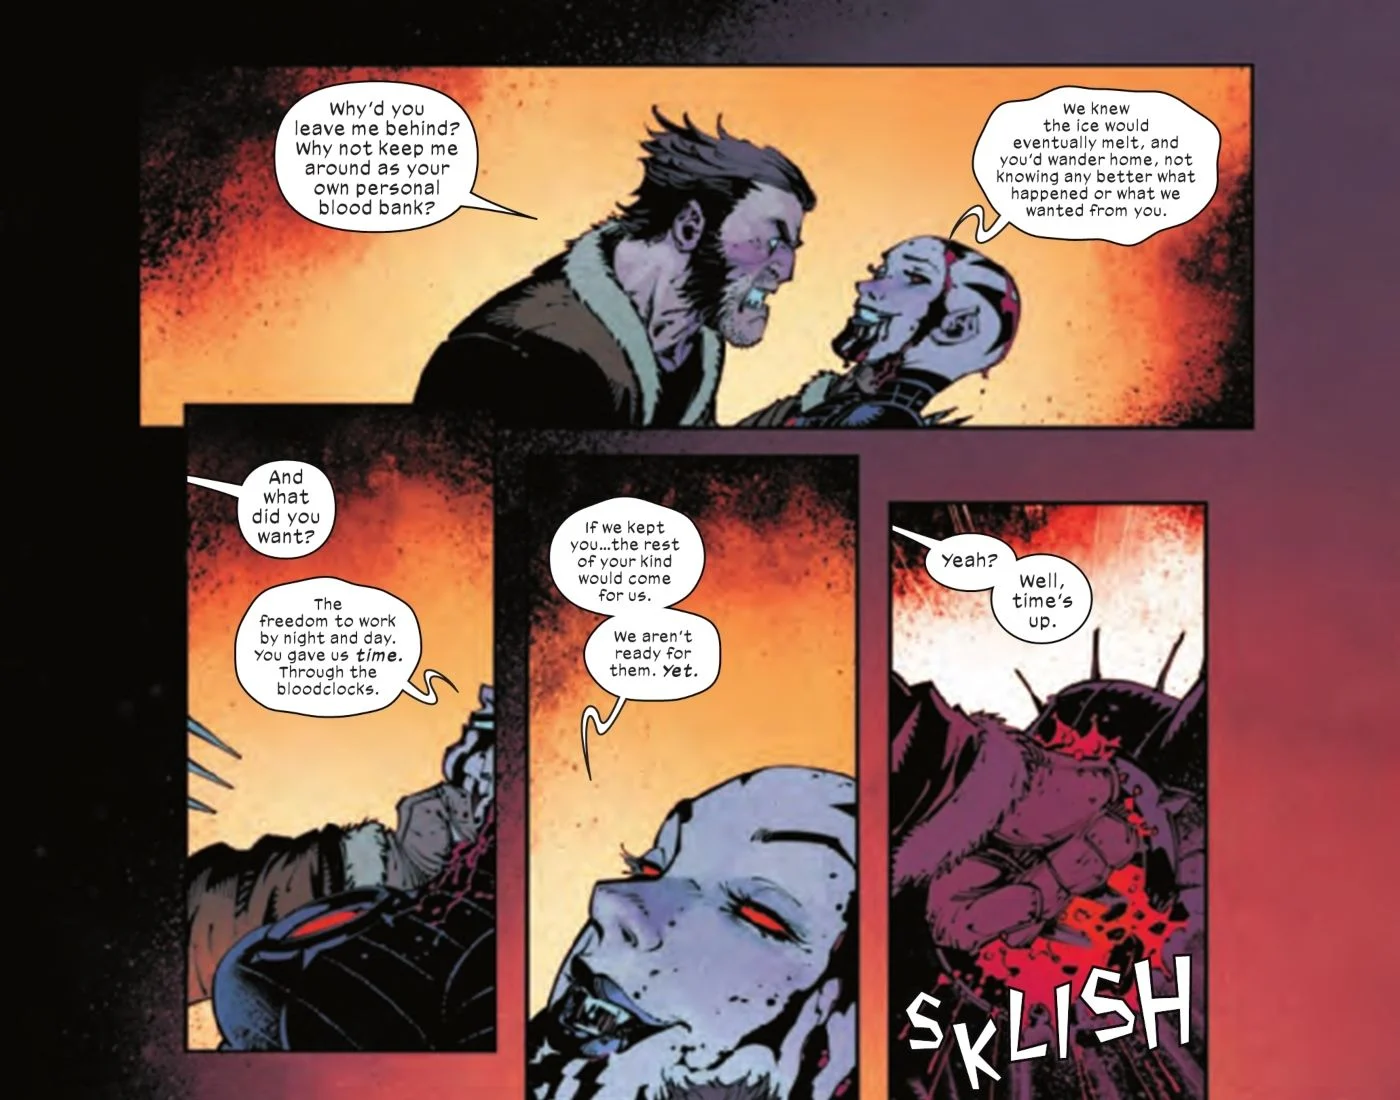 Why'd you
leave me behind?
Why not keep me
around as your
own personal
blood bank?
We knew
the ice would
eventually melt, and
you'd wander home, not
knowing any better what
happened or what we
wanted from you.
And
what
did you
want?
The
freedom to work
by night and day.
You gave us time.
Through the
bloodclocks.
If we kept
you...the rest
of your kind
would come
for us.
We aren't
ready for
them. Yet.
Yeah?
Well,
time's
up.
SKLISH